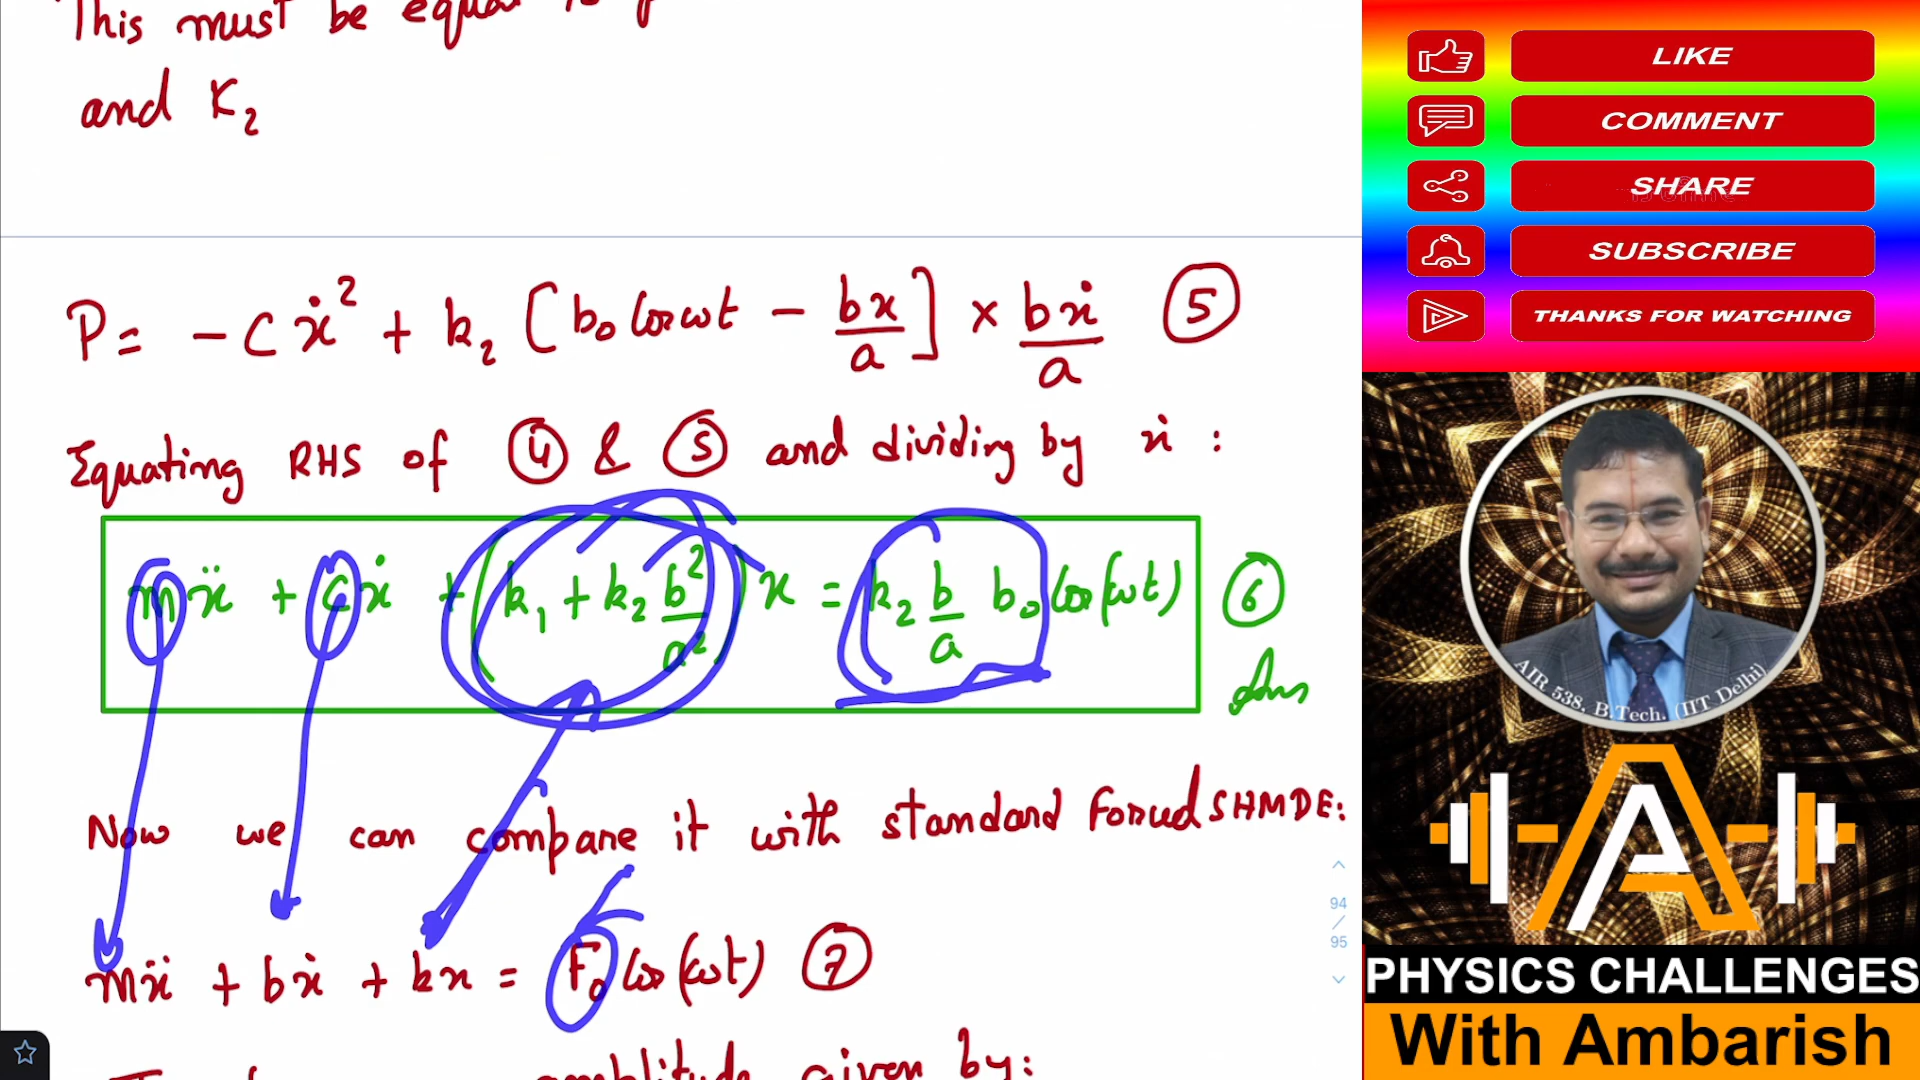 This must be equal
and K₂
P = -cẋ² + k₂ [b₀ cos ωt - bx/a] × bẋ/a ⑤
Equating RHS of ④ & ⑤ and dividing by ẋ :
mẍ + cẋ + (k₁ + k₂ b²/a²) x = k₂ b/a b₀ cos(ωt) ⑥
Ans
Now we can compare it with standard Forced SHMDE:
mẍ + bẋ + kx = F₀ cos(ωt) ⑦
amplitude given by:
94
/
95
LIKE
COMMENT
SHARE
SUBSCRIBE
THANKS FOR WATCHING
AIR 538, B.Tech. (IIT Delhi)
A
PHYSICS CHALLENGES
With Ambarish